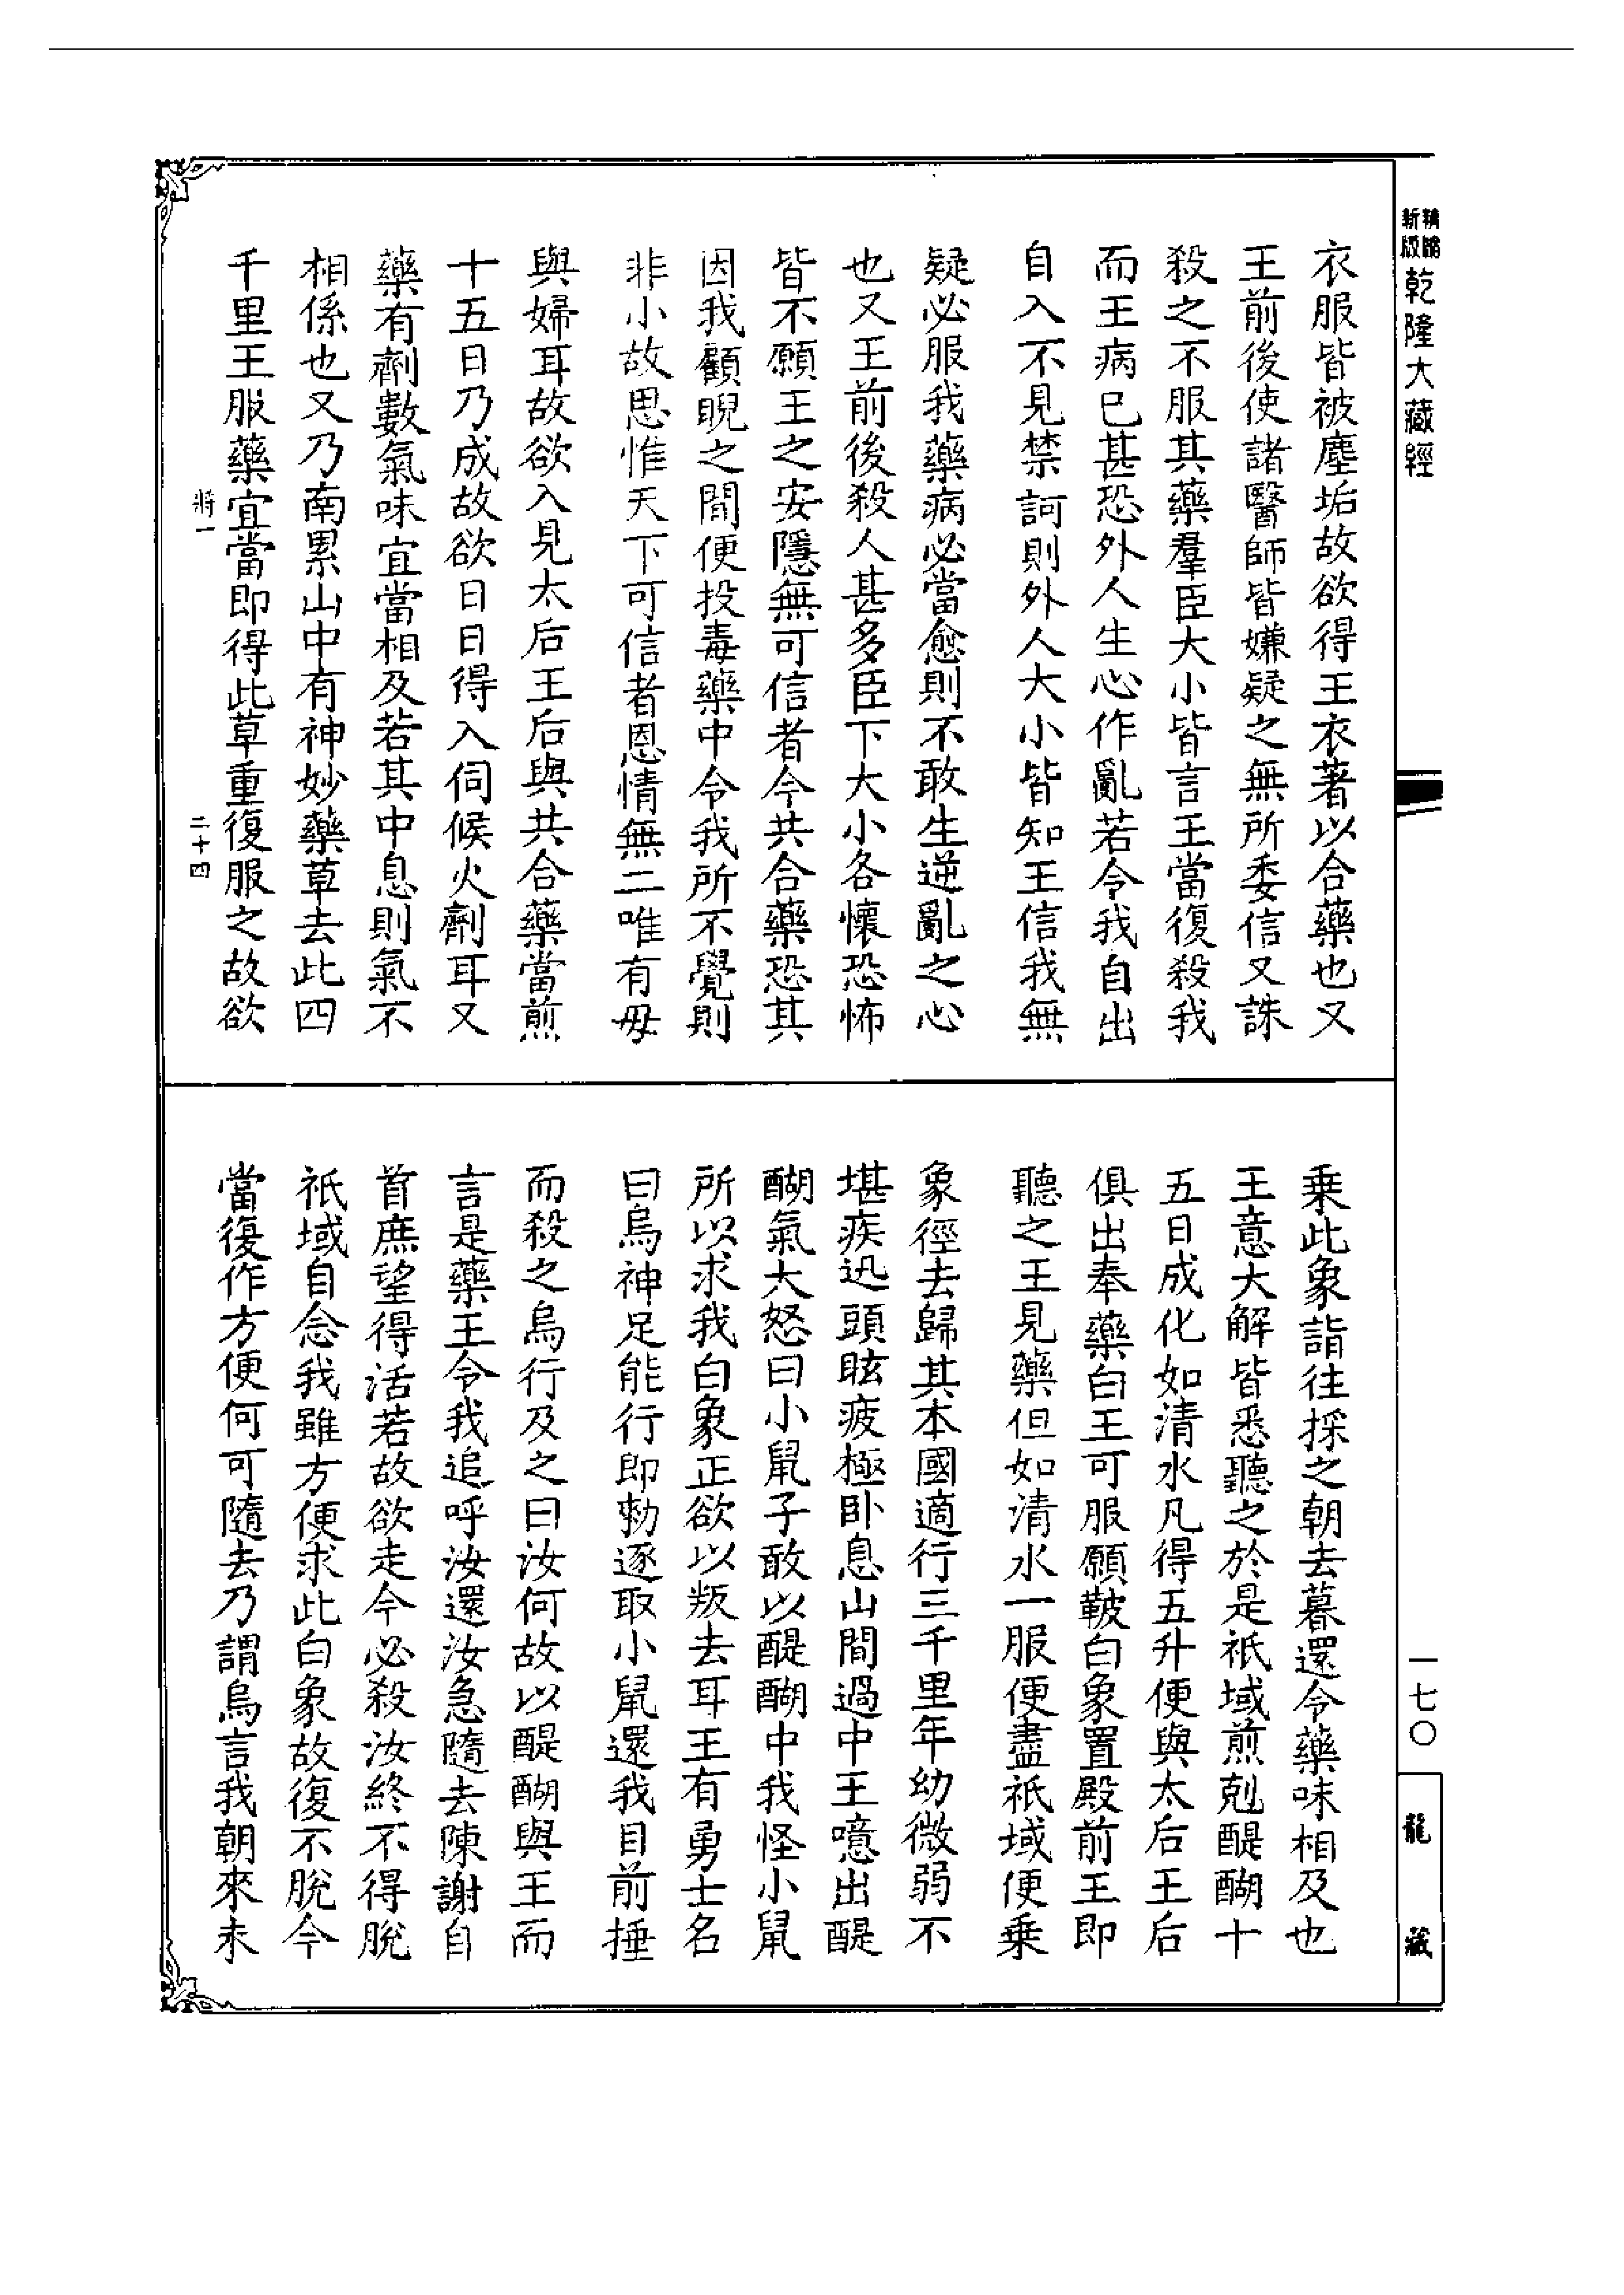 精縮新版乾隆大藏經
衣服皆被塵垢故欲得王衣著以合藥也又
王前後使諸醫師皆嫌疑之無所委信又誅
殺之不服其藥羣臣大小皆言王當復殺我
而王病已甚恐外人生心作亂若令我自出
自入不見禁訶則外人大小皆知王信我無
疑必服我藥病必當愈則不敢生逆亂之心
也又王前後殺人甚多臣下大小各懷恐怖
皆不願王之安隱無可信者今共合藥恐其
因我顧睨之間便投毒藥中令我所不覺則
非小故思惟天下可信者恩情無二唯有母
與婦耳故欲入見太后王后與共合藥當煎
十五日乃成故欲日日得入伺候火劑耳又
藥有劑數氣味宜當相及若其中息則氣不
相係也又乃南累山中有神妙藥草去此四
千里王服藥宜當即得此草重復服之故欲
將一
二十四
乘此象詣往採之朝去暮還令藥味相及也
王意大解皆悉聽之於是祇域煎剋醍醐十
五日成化如清水凡得五升便與太后王后
俱出奉藥白王可服願鞁白象置殿前王即
聽之王見藥但如清水一服便盡祇域便乘
象徑去歸其本國適行三千里年幼微弱不
堪疾迅頭眩疲極臥息山間過中王噫出醍
醐氣大怒曰小鼠子敢以醍醐中我怪小鼠
所以求我白象正欲以叛去耳王有勇士名
曰烏神足能行即勑逐取小鼠還我目前捶
而殺之烏行及之曰汝何故以醍醐與王而
言是藥王令我追呼汝還汝急隨去陳謝自
首庶望得活若故欲走今必殺汝終不得脫
祇域自念我雖方便求此白象故復不脫今
當復作方便何可隨去乃謂烏言我朝來未
一七〇
龍藏